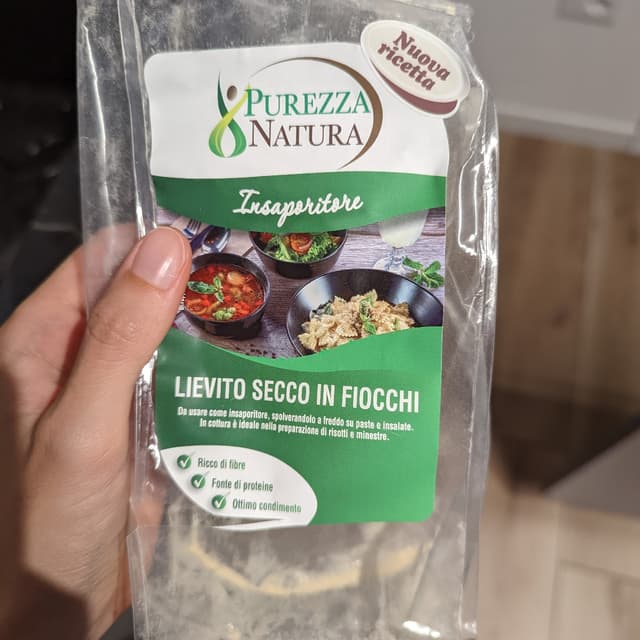 Nuova
ricetta
PUREZZA
NATURA
Insaporitore
LIEVITO SECCO IN FIOCCHI
Da usare come insaporitore, spolverandolo a freddo su paste e insalate.
In cottura è ideale nella preparazione di risotti e minestre.
Ricco di fibre
Fonte di proteine
Ottimo condimento